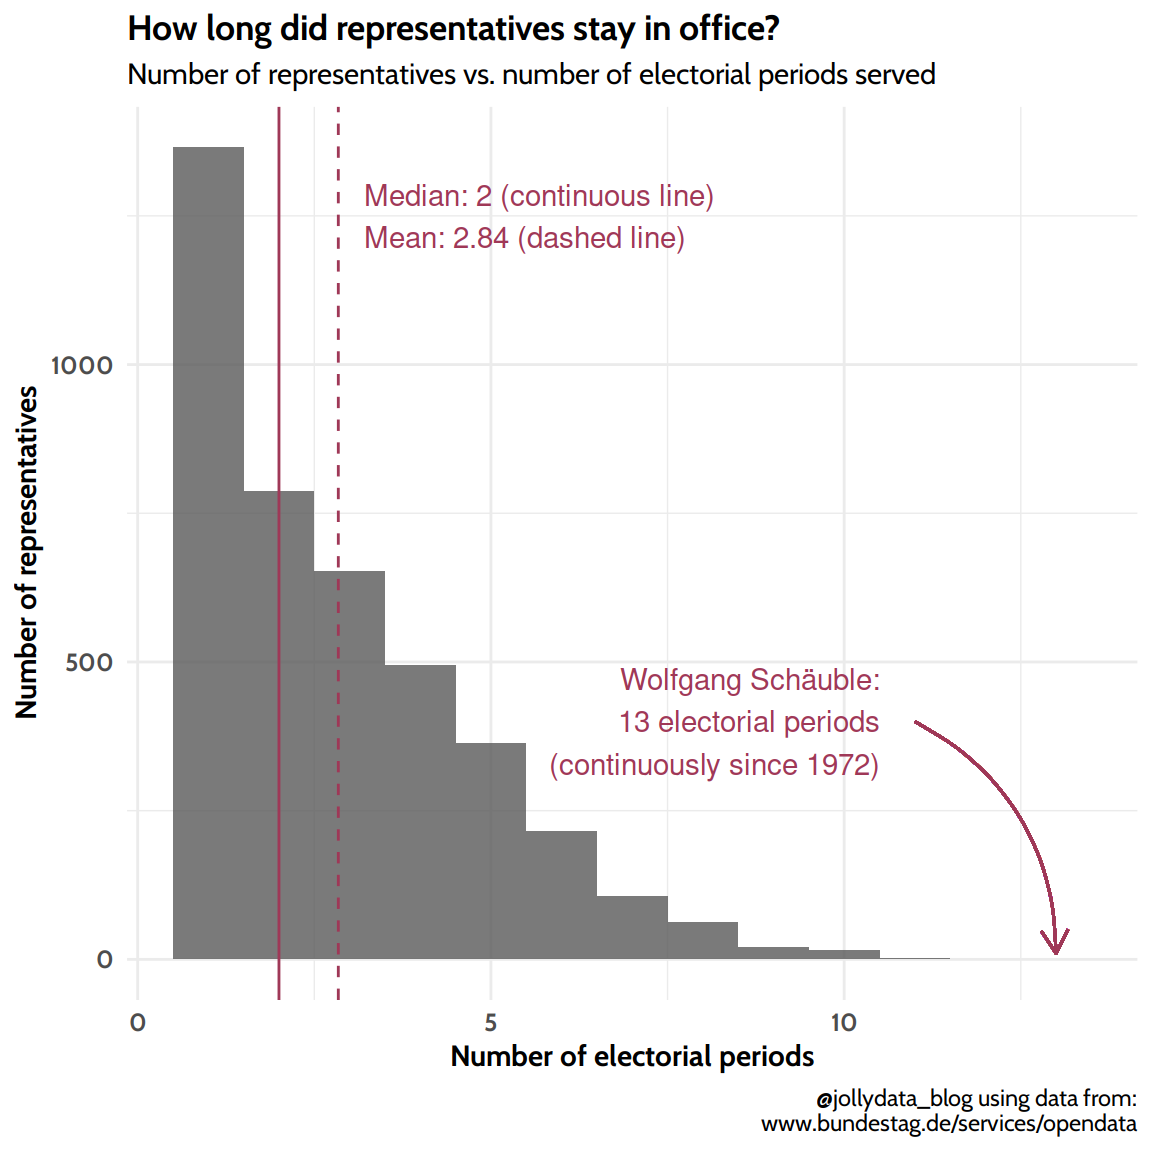 How long did representatives stay in office?
Number of representatives vs. number of electorial periods served
Median: 2 (continuous line)
Mean: 2.84 (dashed line)
1000
500
0
Number of representatives
Wolfgang Schäuble:
13 electorial periods
(continuously since 1972)
0 5 10
Number of electorial periods
@jollydata_blog using data from:
www.bundestag.de/services/opendata